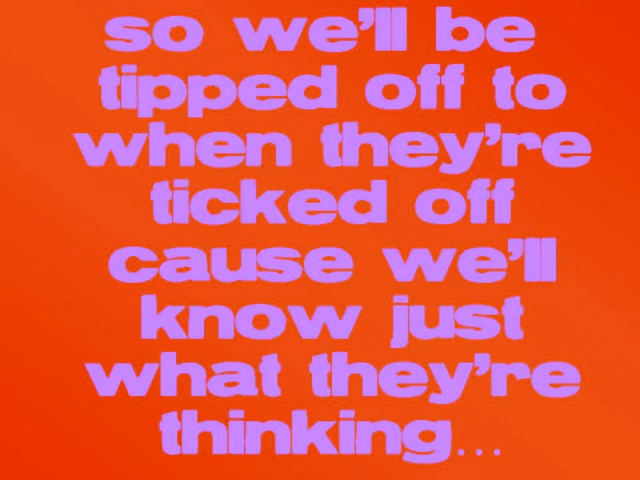 so we'll be
tipped off to
when they're
ticked off
cause we'll
know just
what they're
thinking...